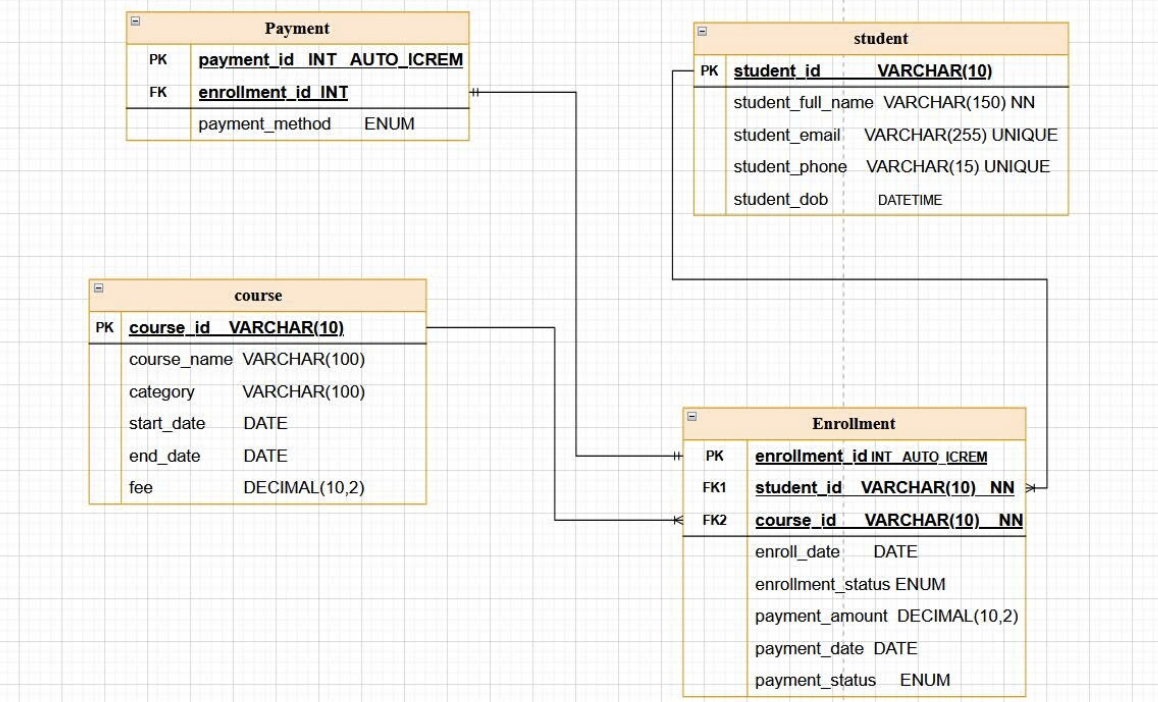 Payment
PK payment_id INT AUTO_ICREM
FK enrollment_id INT
payment_method ENUM
student
PK student_id VARCHAR(10)
student_full_name VARCHAR(150) NN
student_email VARCHAR(255) UNIQUE
student_phone VARCHAR(15) UNIQUE
student_dob DATETIME
course
PK course_id VARCHAR(10)
course_name VARCHAR(100)
category VARCHAR(100)
start_date DATE
end_date DATE
fee DECIMAL(10,2)
Enrollment
PK enrollment_id INT AUTO_ICREM
FK1 student_id VARCHAR(10) NN
FK2 course_id VARCHAR(10) NN
enroll_date DATE
enrollment_status ENUM
payment_amount DECIMAL(10,2)
payment_date DATE
payment_status ENUM